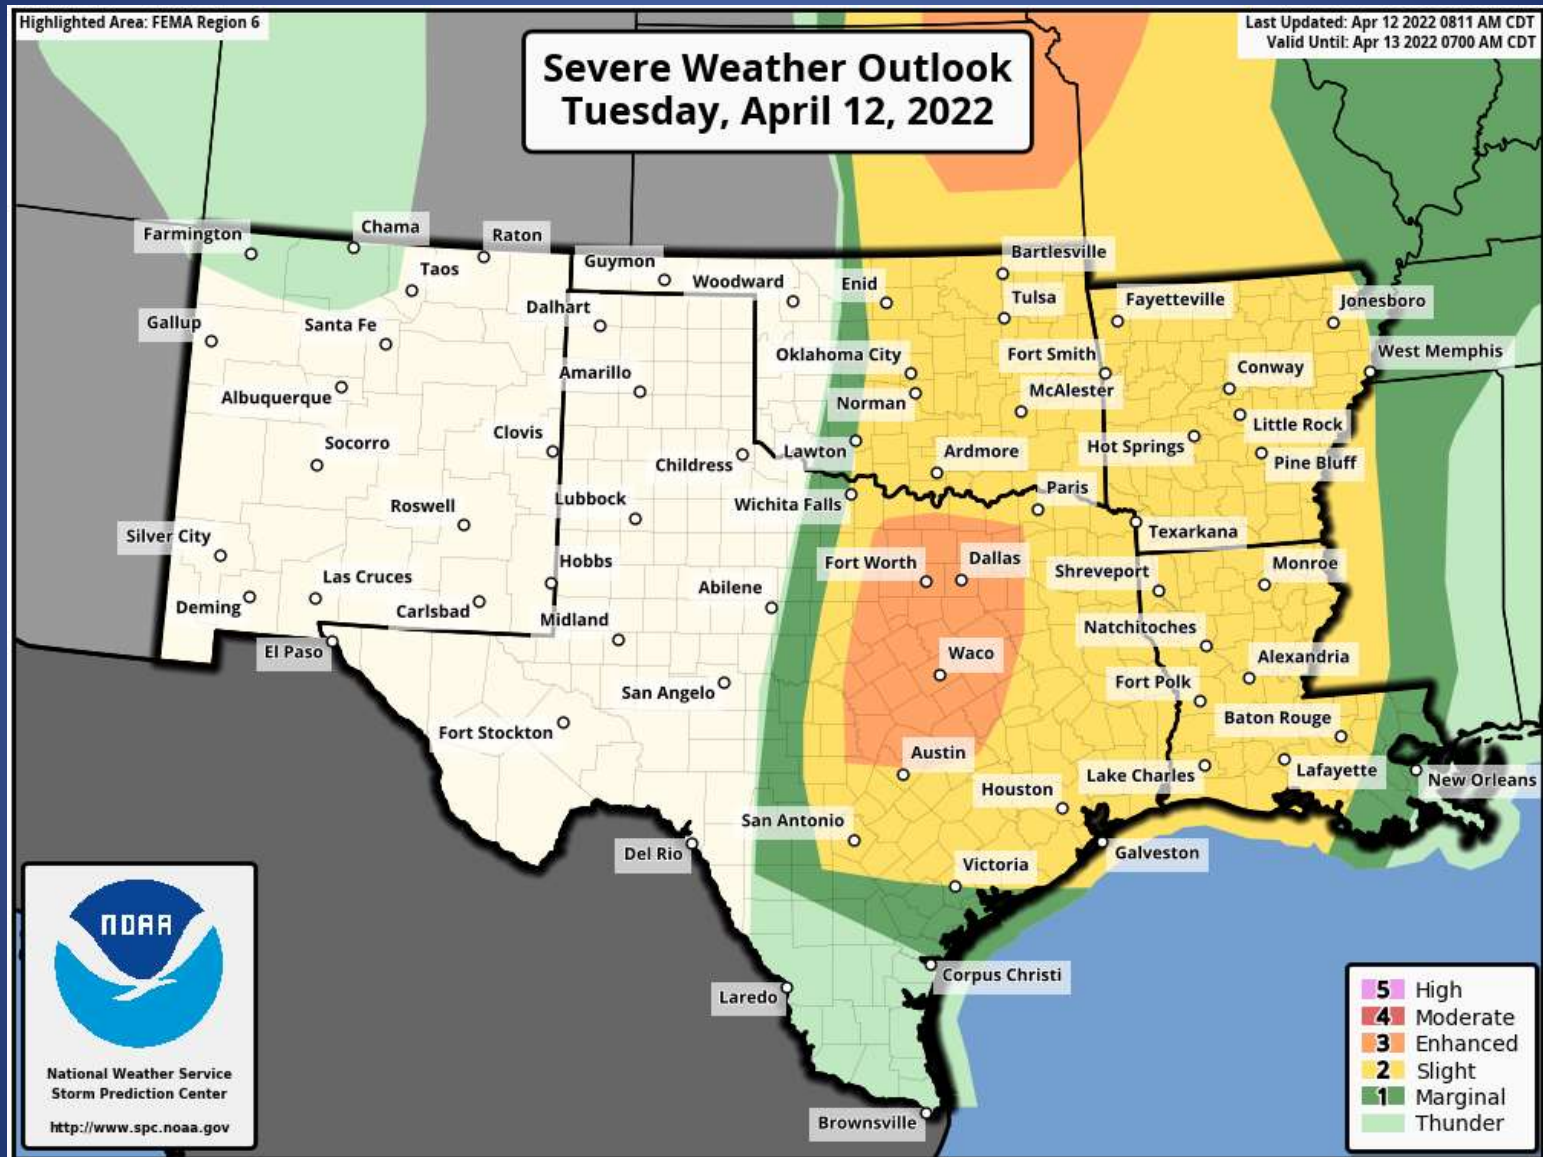 Highlighted Area: FEMA Region 6
Last Updated: Apr 12 2022 0811 AM CDT
Valid Until: Apr 13 2022 0700 AM CDT
Severe Weather Outlook
Tuesday, April 12, 2022
Farmington
Chama
Raton
Taos
Guymon
Woodward
Enid
Bartlesville
Tulsa
Fayetteville
Jonesboro
Gallup
Santa Fe
Dalhart
Oklahoma City
Fort Smith
West Memphis
Albuquerque
Amarillo
Norman
McAlester
Conway
Little Rock
Socorro
Clovis
Childress
Lawton
Ardmore
Hot Springs
Pine Bluff
Roswell
Lubbock
Wichita Falls
Paris
Texarkana
Silver City
Hobbs
Fort Worth
Dallas
Shreveport
Monroe
Deming
Las Cruces
Carlsbad
Midland
Abilene
Natchitoches
El Paso
San Angelo
Waco
Alexandria
Fort Polk
Fort Stockton
Austin
Baton Rouge
Houston
Lake Charles
Lafayette
New Orleans
San Antonio
Del Rio
Victoria
Galveston
Laredo
Corpus Christi
Brownsville
NOAA
National Weather Service
Storm Prediction Center
http://www.spc.noaa.gov
5 High
4 Moderate
3 Enhanced
2 Slight
1 Marginal
Thunder